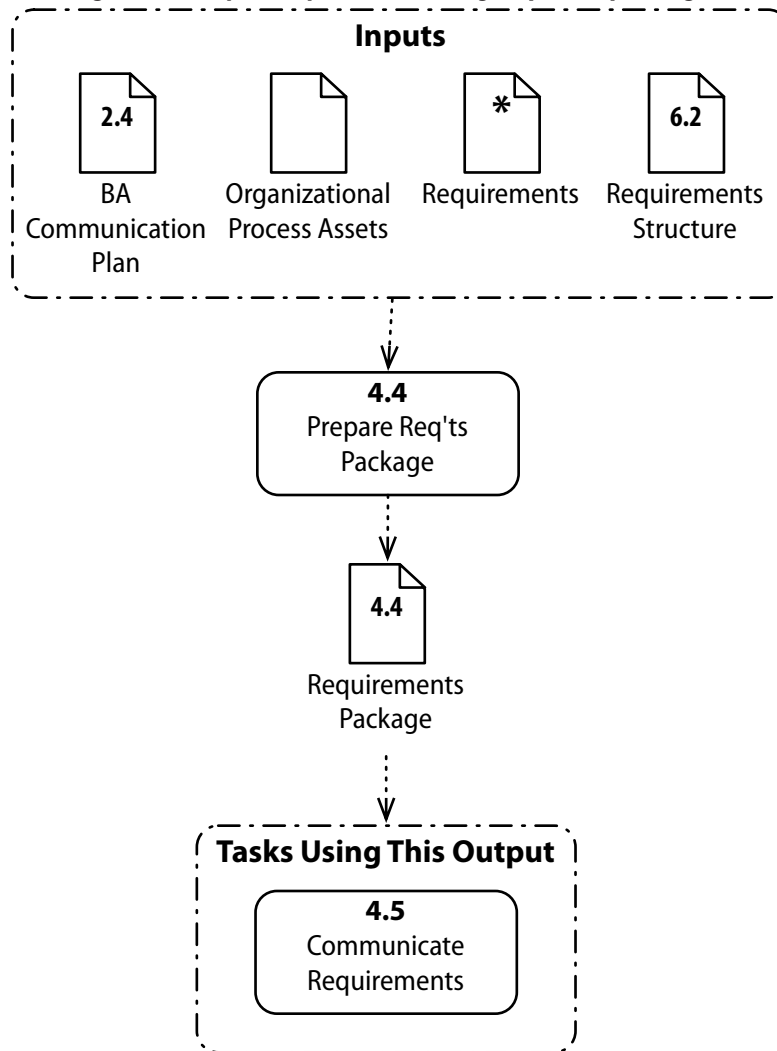 Inputs
2.4
*
6.2
BA
Communication
Plan
Organizational
Process Assets
Requirements
Requirements
Structure
4.4
Prepare Req'ts
Package
4.4
Requirements
Package
Tasks Using This Output
4.5
Communicate
Requirements